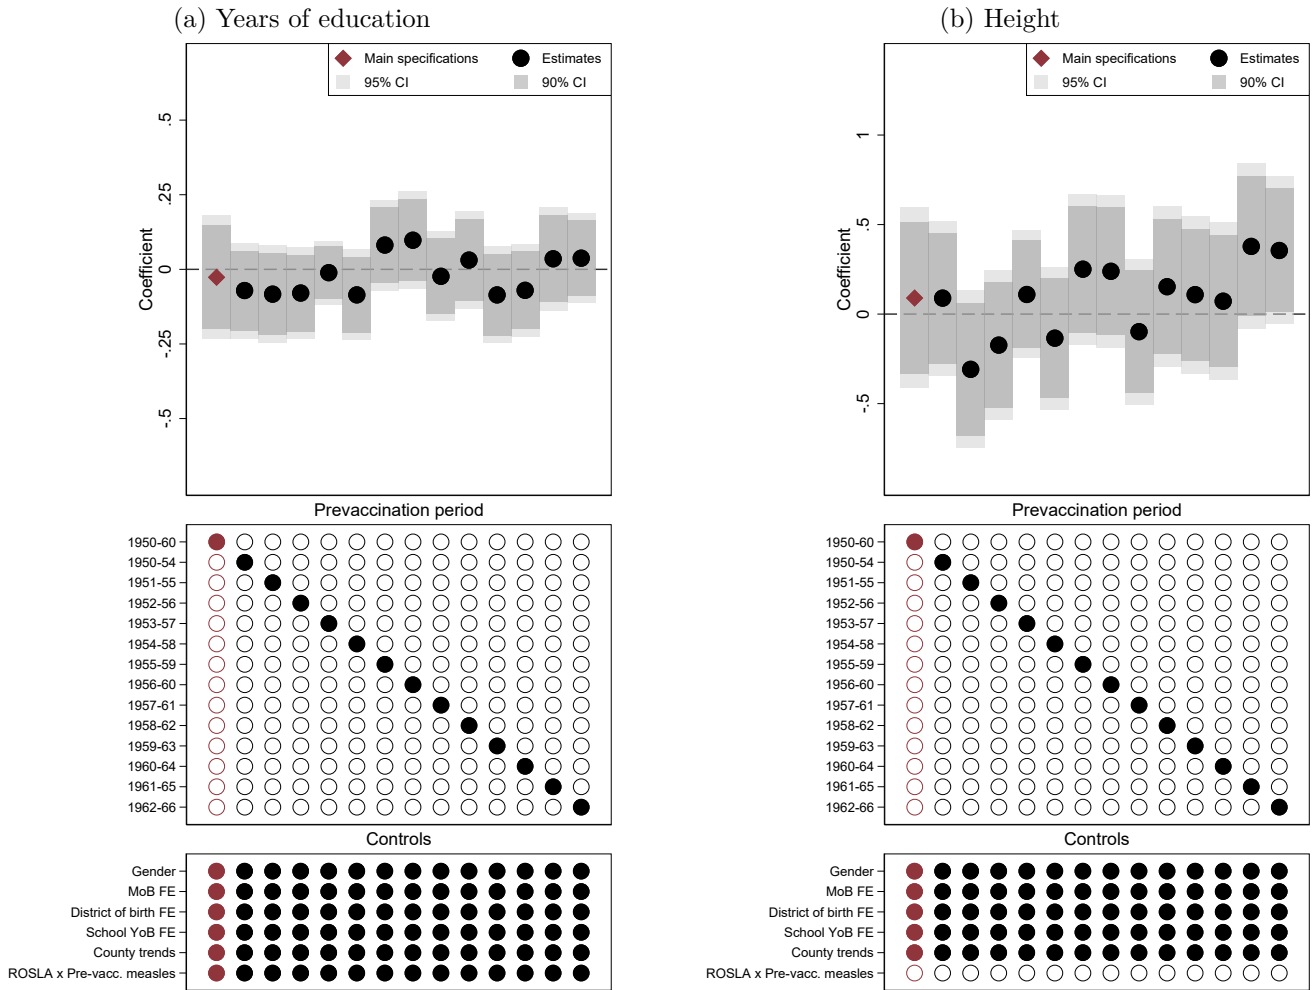 (a) Years of education
Main specifications
Estimates
95% CI
90% CI
.5
.25
0
-.25
-.5
Coefficient
Prevaccination period
1950-60
1950-54
1951-55
1952-56
1953-57
1954-58
1955-59
1956-60
1957-61
1958-62
1959-63
1960-64
1961-65
1962-66
Controls
Gender
MoB FE
District of birth FE
School YoB FE
County trends
ROSLA x Pre-vacc. measles
(b) Height
Main specifications
Estimates
95% CI
90% CI
1
.5
0
-.5
Coefficient
Prevaccination period
1950-60
1950-54
1951-55
1952-56
1953-57
1954-58
1955-59
1956-60
1957-61
1958-62
1959-63
1960-64
1961-65
1962-66
Controls
Gender
MoB FE
District of birth FE
School YoB FE
County trends
ROSLA x Pre-vacc. measles